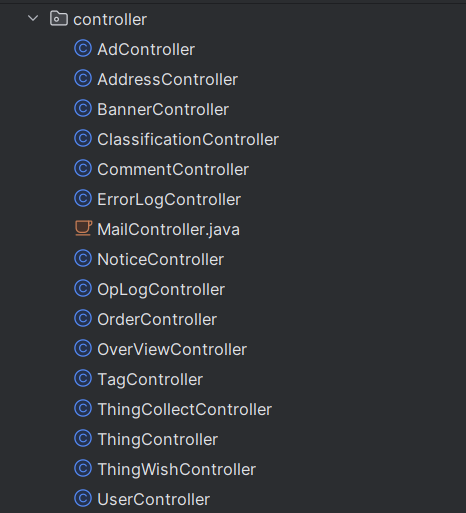 controller
AdController
AddressController
BannerController
ClassificationController
CommentController
ErrorLogController
MailController.java
NoticeController
OpLogController
OrderController
OverViewController
TagController
ThingCollectController
ThingController
ThingWishController
UserController